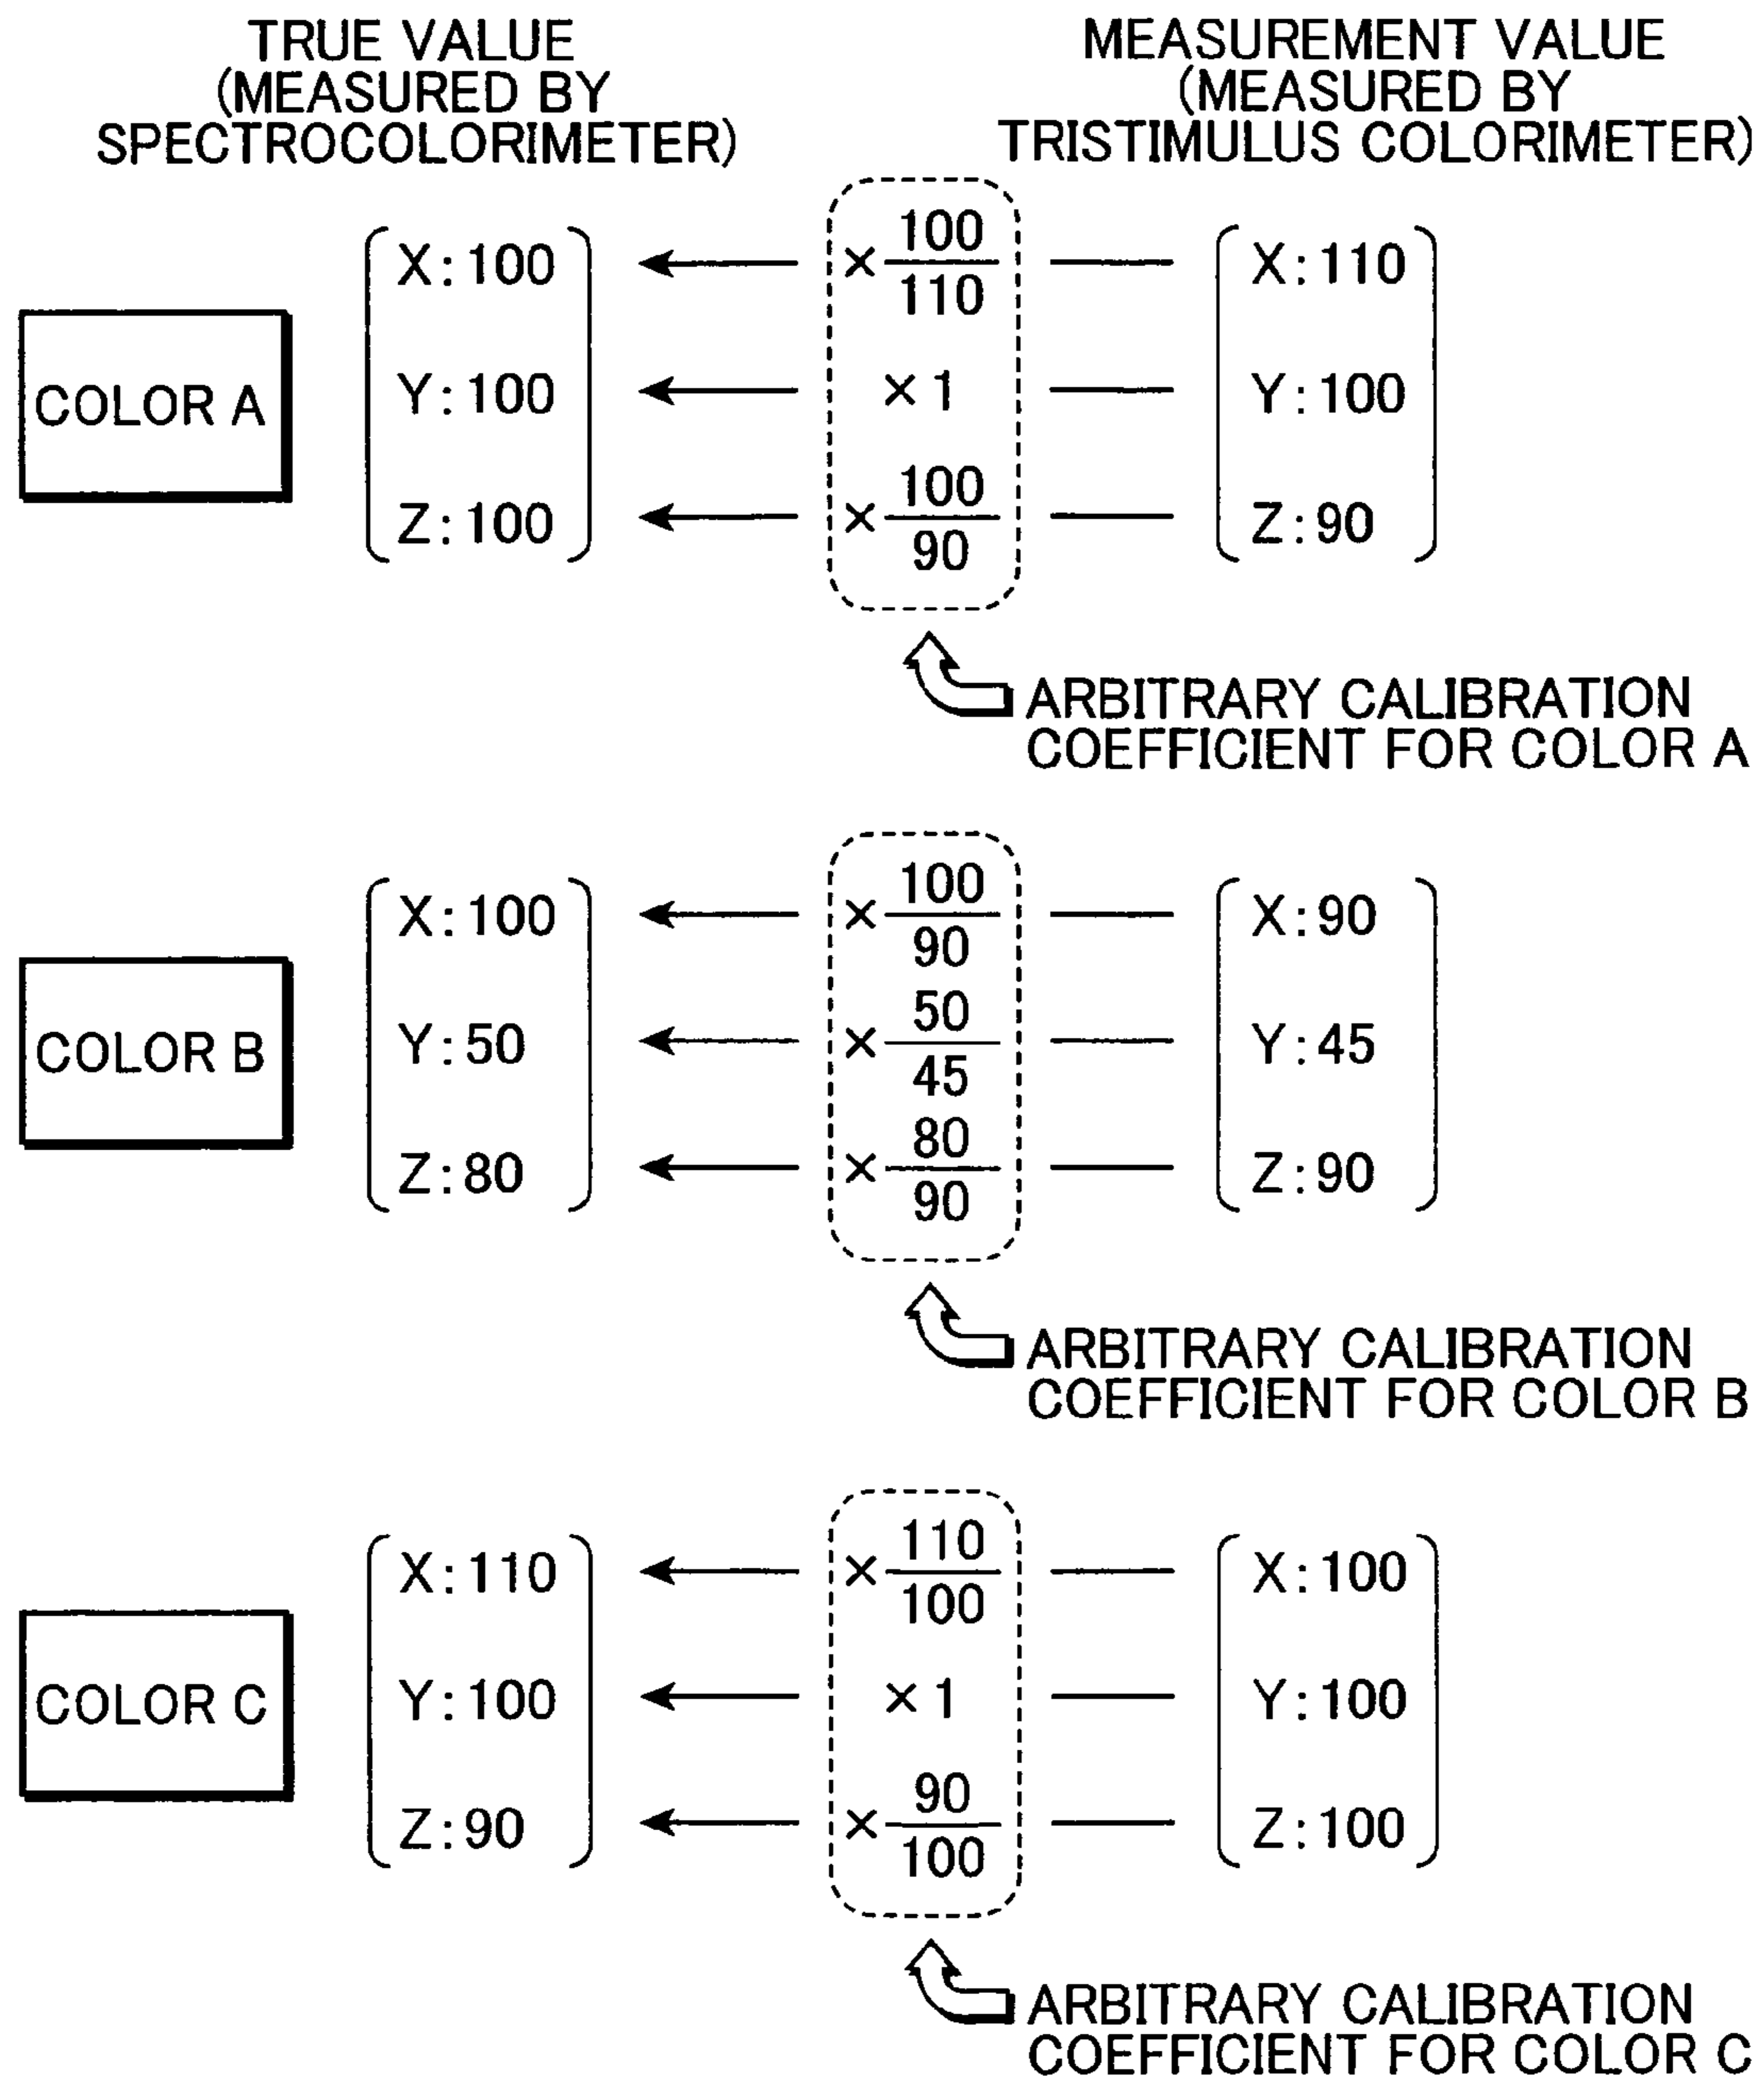 TRUE VALUE
(MEASURED BY
SPECTROCOLORIMETER)
MEASUREMENT VALUE
(MEASURED BY
TRISTIMULUS COLORIMETER)
COLOR A
X:100
Y:100
Z:100
× 100/110
× 1
× 100/90
X:110
Y:100
Z:90
ARBITRARY CALIBRATION
COEFFICIENT FOR COLOR A
COLOR B
X:100
Y:50
Z:80
× 100/90
× 50/45
× 80/90
X:90
Y:45
Z:90
ARBITRARY CALIBRATION
COEFFICIENT FOR COLOR B
COLOR C
X:110
Y:100
Z:90
× 110/100
× 1
× 90/100
X:100
Y:100
Z:100
ARBITRARY CALIBRATION
COEFFICIENT FOR COLOR C